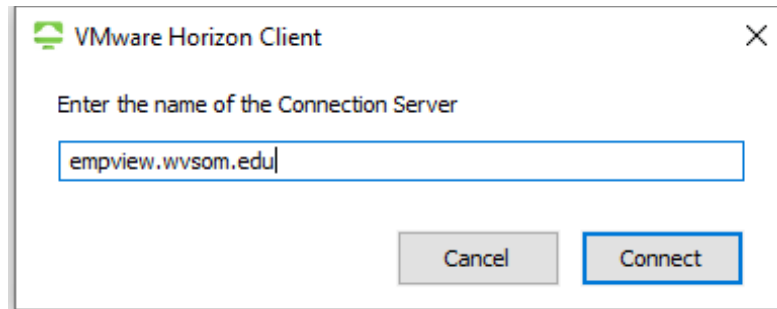 VMware Horizon Client
Enter the name of the Connection Server
empview.wvsom.edu
Cancel Connect